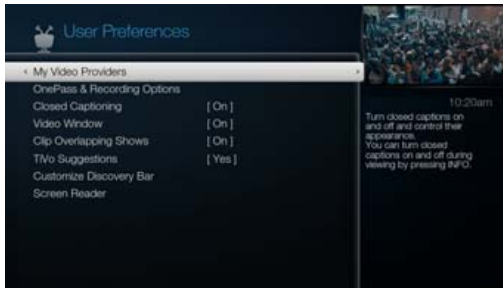 User Preferences
My Video Providers
OnePass & Recording Options
Closed Captioning [ On ]
Video Window [ On ]
Clip Overlapping Shows [ On ]
TiVo Suggestions [ Yes ]
Customize Discovery Bar
Screen Reader
10:20am
Turn closed captions on
and off and control their
appearance.
You can turn closed
captions on and off during
viewing by pressing INFO.